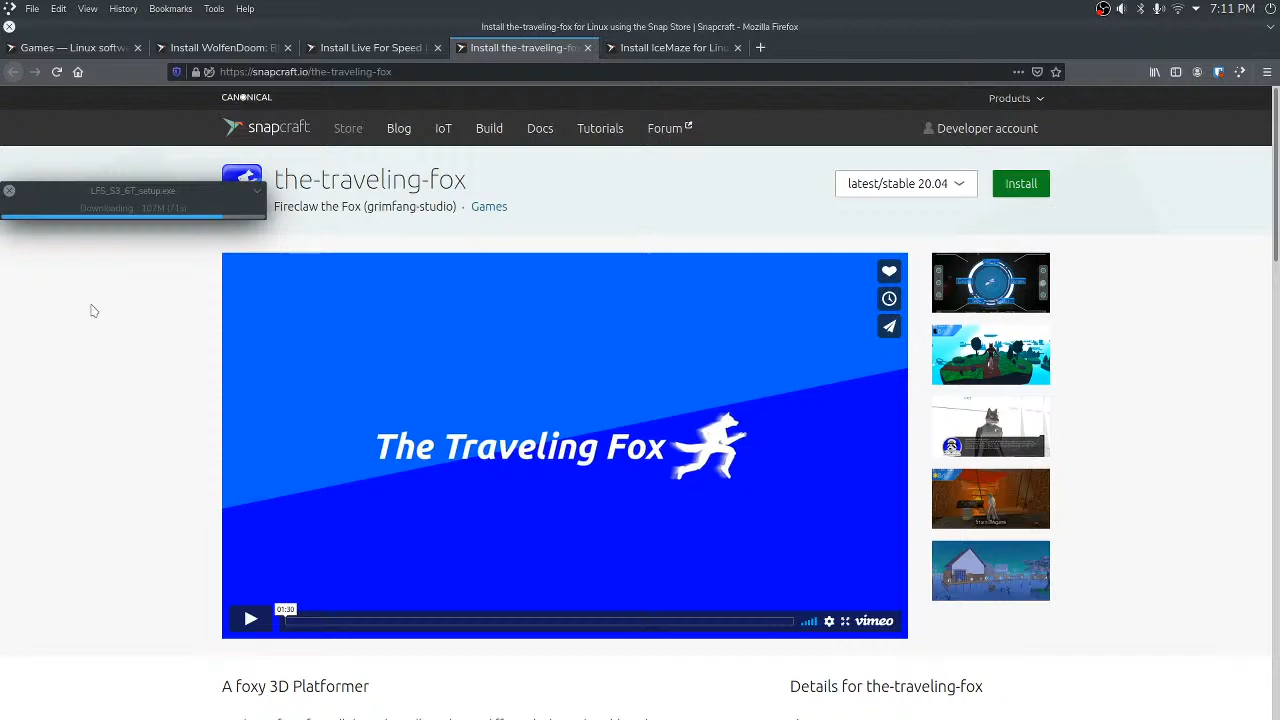 File Edit View History Bookmarks Tools Help 7:11 PM
Install the-traveling-fox for Linux using the Snap Store | Snapcraft - Mozilla Firefox
Games — Linux softw Install WolfenDoom: Bl Install Live For Speed Install the-traveling-fo Install IceMaze for Linu
https://snapcraft.io/the-traveling-fox
CANONICAL Products
snapcraft Store Blog IoT Build Docs Tutorials Forum Developer account
the-traveling-fox latest/stable 20.04 Install
LFS_S3_6T_setup.exe
Fireclaw the Fox (grimfang-studio) · Games
Downloading 107M (71s)
The Traveling Fox
01:30
vimeo
A foxy 3D Platformer Details for the-traveling-fox